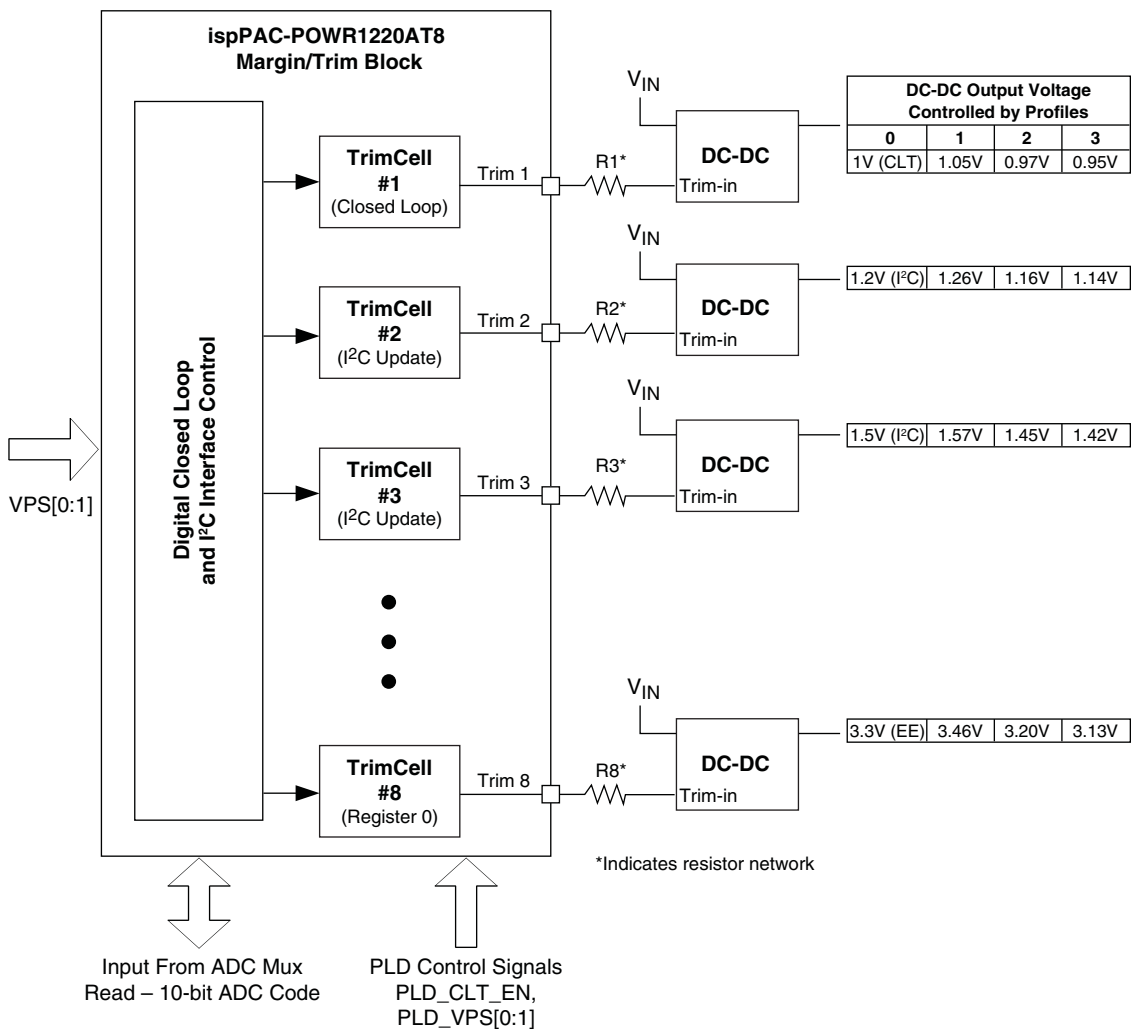 ispPAC-POWR1220AT8
Margin/Trim Block
Digital Closed Loop
and I²C Interface Control
VPS[0:1]
TrimCell
#1
(Closed Loop)
Trim 1
R1*
VIN
DC-DC
Trim-in
DC-DC Output Voltage
Controlled by Profiles
0 1 2 3
1V (CLT) 1.05V 0.97V 0.95V
TrimCell
#2
(I²C Update)
Trim 2
R2*
VIN
DC-DC
Trim-in
1.2V (I²C) 1.26V 1.16V 1.14V
TrimCell
#3
(I²C Update)
Trim 3
R3*
VIN
DC-DC
Trim-in
1.5V (I²C) 1.57V 1.45V 1.42V
TrimCell
#8
(Register 0)
Trim 8
R8*
VIN
DC-DC
Trim-in
3.3V (EE) 3.46V 3.20V 3.13V
*Indicates resistor network
Input From ADC Mux
Read – 10-bit ADC Code
PLD Control Signals
PLD_CLT_EN,
PLD_VPS[0:1]